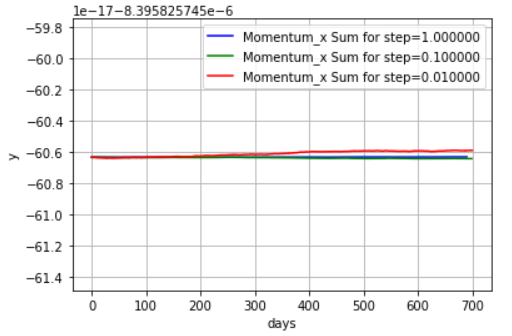 1e−17−8.395825745e−6
Momentum_x Sum for step=1.000000
Momentum_x Sum for step=0.100000
Momentum_x Sum for step=0.010000
−59.8
−60.0
−60.2
−60.4
−60.6
−60.8
−61.0
−61.2
−61.4
y
0 100 200 300 400 500 600 700
days